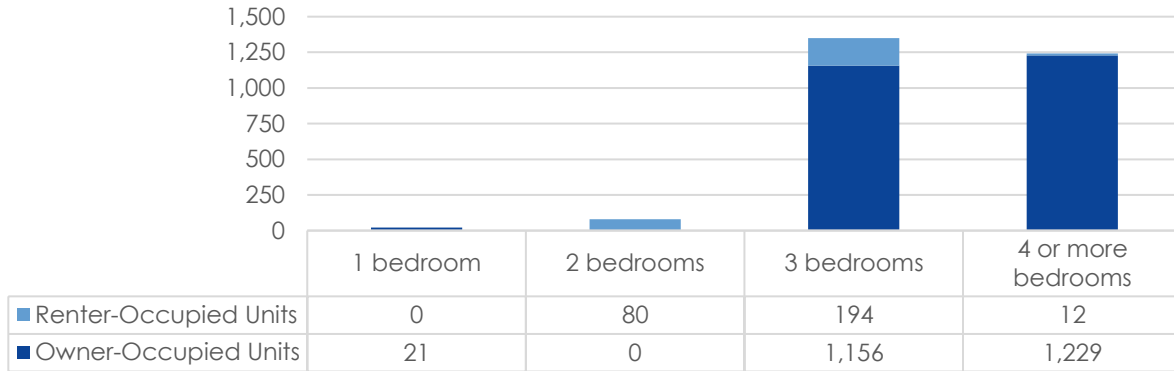 1,500
1,250
1,000
750
500
250
0
1 bedroom 2 bedrooms 3 bedrooms 4 or more
bedrooms
Renter-Occupied Units 0 80 194 12
Owner-Occupied Units 21 0 1,156 1,229